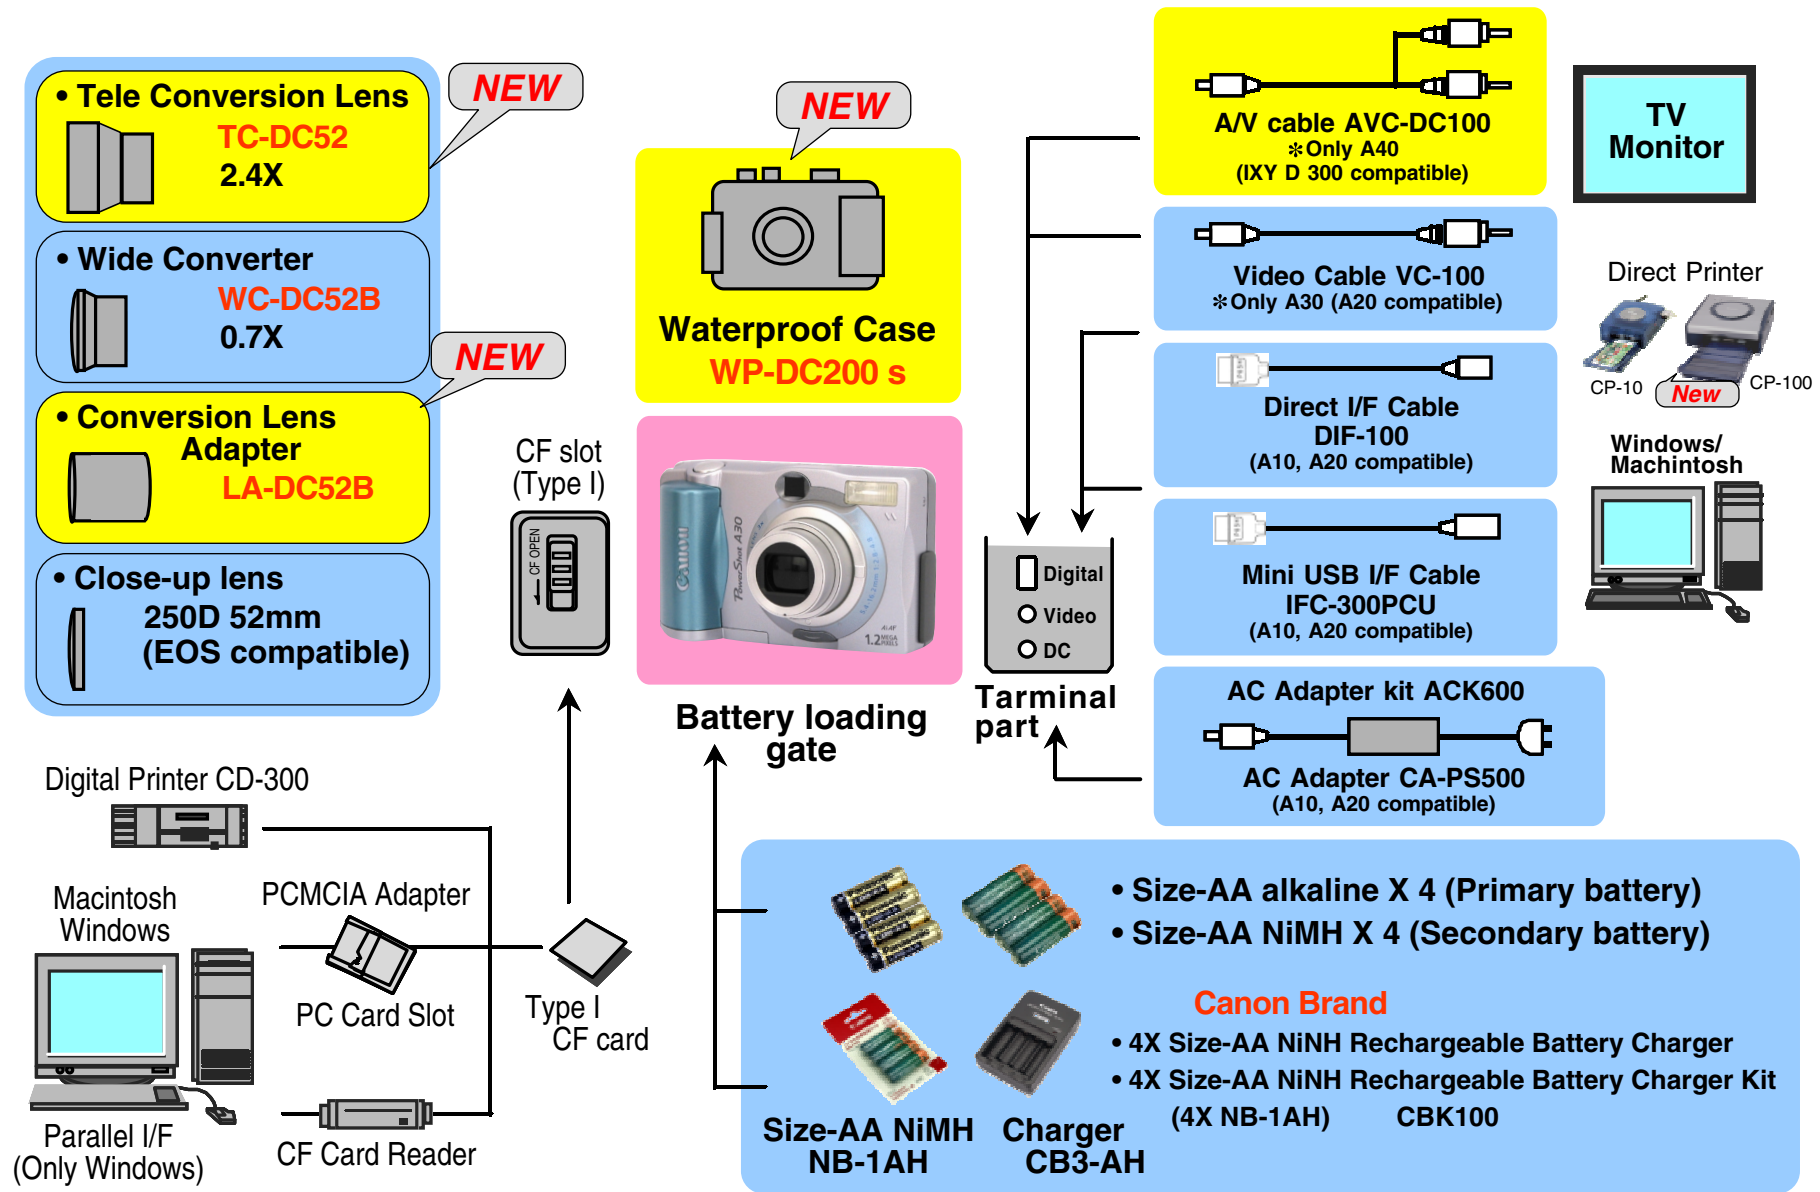 • Tele Conversion Lens
TC-DC52
2.4X
NEW
• Wide Converter
WC-DC52B
0.7X
NEW
• Conversion Lens
Adapter
LA-DC52B
• Close-up lens
250D 52mm
(EOS compatible)
NEW
Waterproof Case
WP-DC200 s
CF slot
(Type I)
CF OPEN
Canon
PowerShot A30
AiAF
1.2 MEGA
PIXELS
Battery loading
gate
A/V cable AVC-DC100
✻Only A40
(IXY D 300 compatible)
Video Cable VC-100
✻Only A30 (A20 compatible)
Direct I/F Cable
DIF-100
(A10, A20 compatible)
Mini USB I/F Cable
IFC-300PCU
(A10, A20 compatible)
Digital
Video
DC
Tarminal
part
AC Adapter kit ACK600
AC Adapter CA-PS500
(A10, A20 compatible)
TV
Monitor
Direct Printer
CP-10
New
CP-100
Windows/
Machintosh
Digital Printer CD-300
Macintosh
Windows
PCMCIA Adapter
PC Card Slot
Type I
CF card
Parallel I/F
(Only Windows)
CF Card Reader
• Size-AA alkaline X 4 (Primary battery)
• Size-AA NiMH X 4 (Secondary battery)
Canon Brand
• 4X Size-AA NiNH Rechargeable Battery Charger
• 4X Size-AA NiNH Rechargeable Battery Charger Kit
(4X NB-1AH) CBK100
Size-AA NiMH
NB-1AH
Charger
CB3-AH